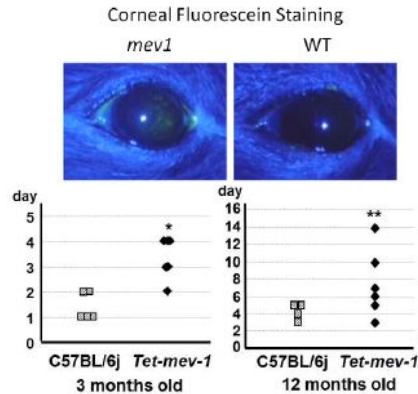 Corneal Fluorescein Staining
mev1 WT
day
5
4
3
2
1
0
*
C57BL/6j Tet-mev-1
3 months old
day
16
14
12
10
8
6
4
2
0
**
C57BL/6j Tet-mev-1
12 months old